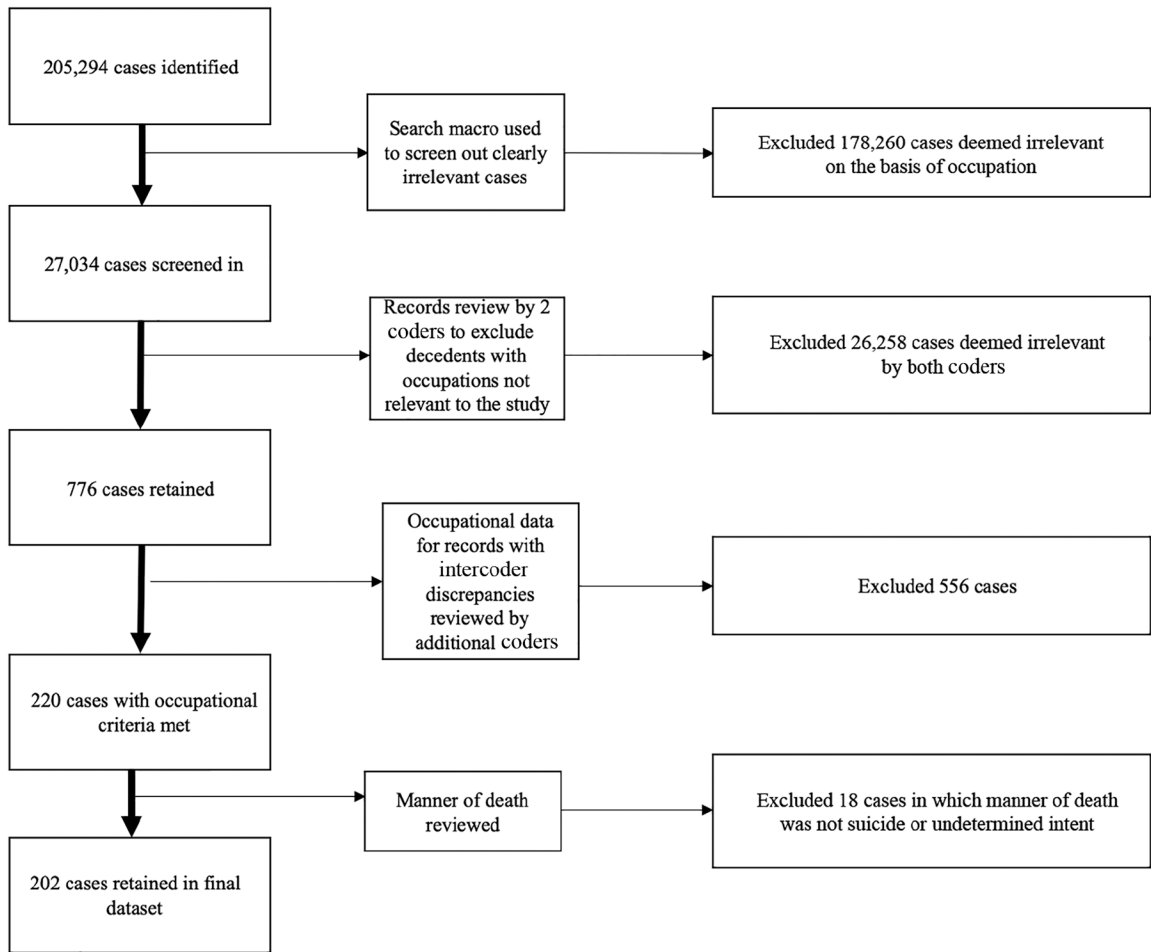 205,294 cases identified
Search macro used
to screen out clearly
irrelevant cases
Excluded 178,260 cases deemed irrelevant
on the basis of occupation
27,034 cases screened in
Records review by 2
coders to exclude
decedents with
occupations not
relevant to the study
Excluded 26,258 cases deemed irrelevant
by both coders
776 cases retained
Occupational data
for records with
intercoder
discrepancies
reviewed by
additional coders
Excluded 556 cases
220 cases with occupational
criteria met
Manner of death
reviewed
Excluded 18 cases in which manner of death
was not suicide or undetermined intent
202 cases retained in final
dataset